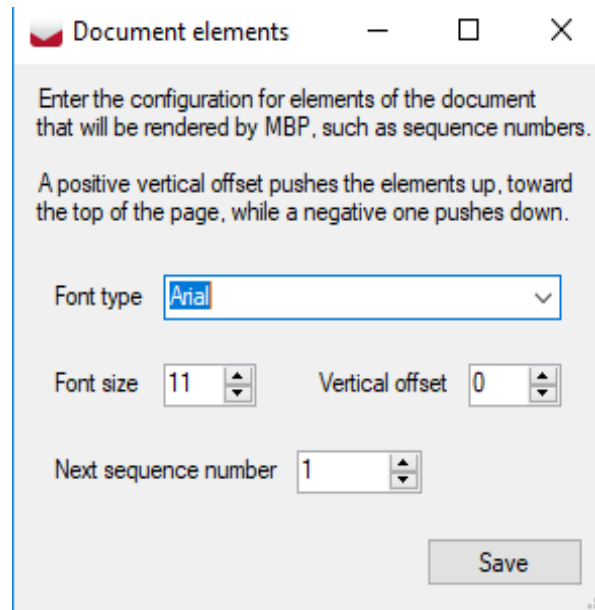 Document elements
Enter the configuration for elements of the document
that will be rendered by MBP, such as sequence numbers.
A positive vertical offset pushes the elements up, toward
the top of the page, while a negative one pushes down.
Font type Arial
Font size 11 Vertical offset 0
Next sequence number 1
Save